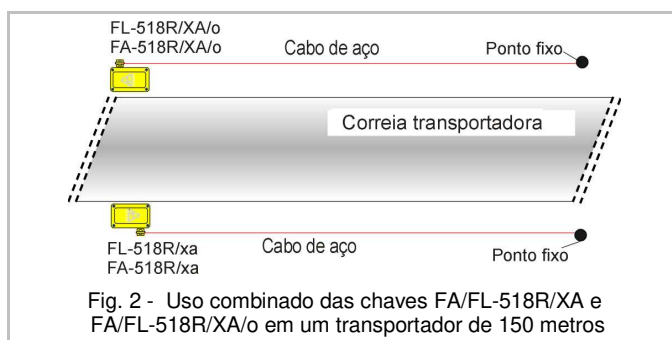 FL-518R/XA/o
FA-518R/XA/o
Cabo de aço
Ponto fixo
Correia transportadora
FL-518R/xa
FA-518R/xa
Cabo de aço
Ponto fixo
Fig. 2 - Uso combinado das chaves FA/FL-518R/XA e
FA/FL-518R/XA/o em um transportador de 150 metros